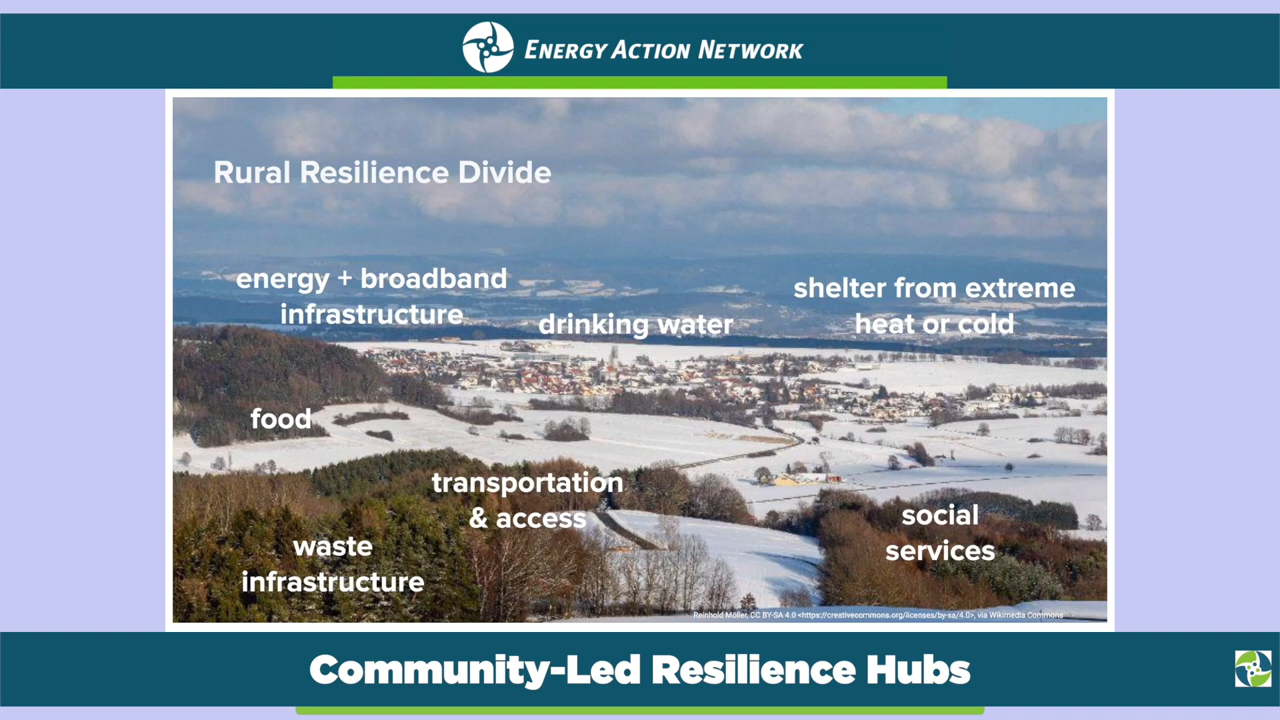 ENERGY ACTION NETWORK
Rural Resilience Divide
energy + broadband
infrastructure
drinking water
shelter from extreme
heat or cold
food
transportation
& access
social
services
waste
infrastructure
Reinhold Möller, CC BY-SA 4.0 <https://creativecommons.org/licenses/by-sa/4.0>, via Wikimedia Commons
Community-Led Resilience Hubs